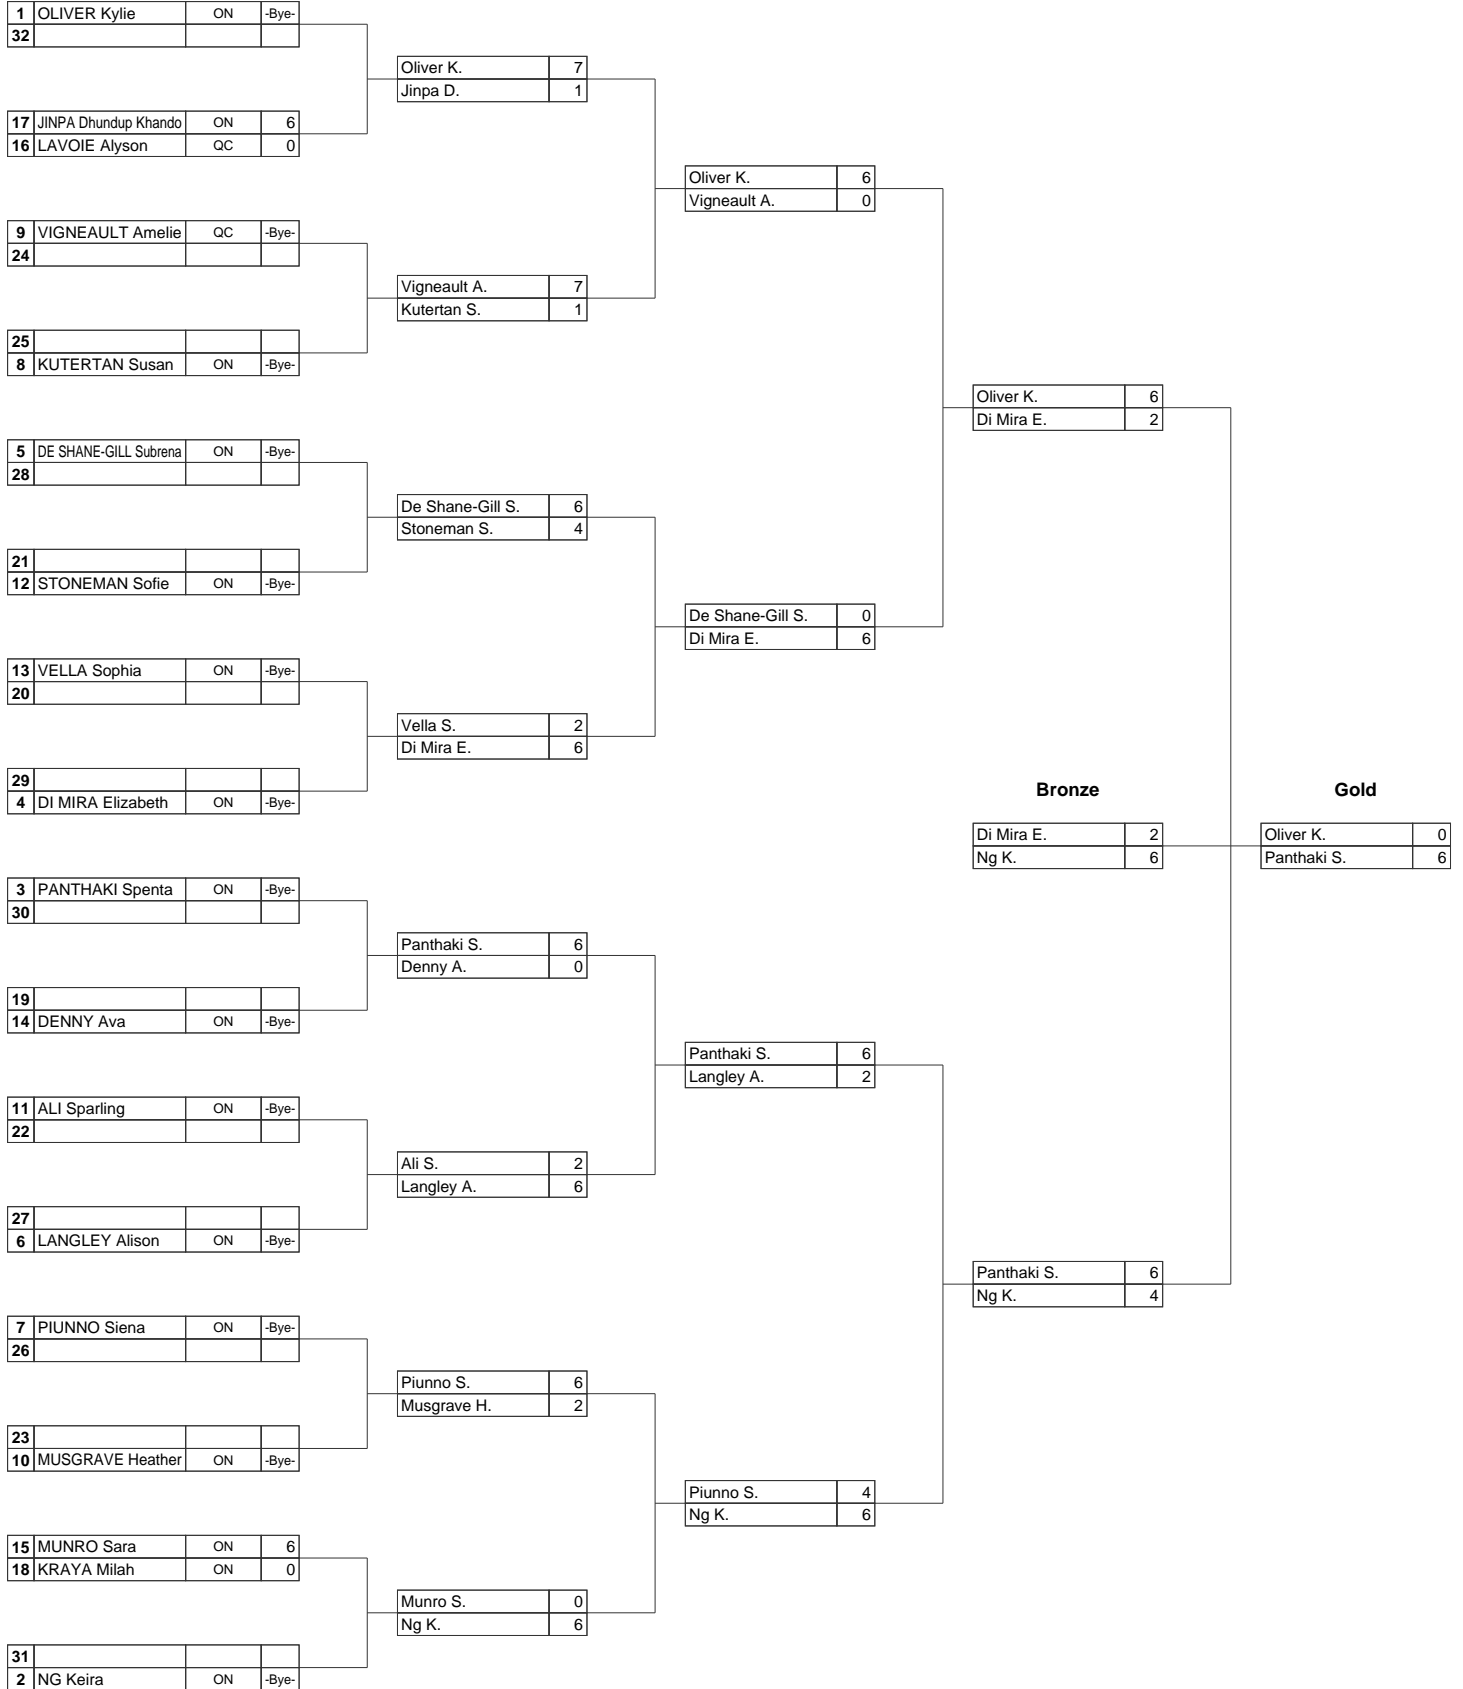 1 OLIVER Kylie ON -Bye-
32
Oliver K. 7
Jinpa D. 1
17 JINPA Dhundup Khando ON 6
16 LAVOIE Alyson QC 0
Oliver K. 6
Vigneault A. 0
9 VIGNEAULT Amelie QC -Bye-
24
Vigneault A. 7
Kutertan S. 1
25
8 KUTERTAN Susan ON -Bye-
Oliver K. 6
Di Mira E. 2
5 DE SHANE-GILL Subrena ON -Bye-
28
De Shane-Gill S. 6
Stoneman S. 4
21
12 STONEMAN Sofie ON -Bye-
De Shane-Gill S. 0
Di Mira E. 6
13 VELLA Sophia ON -Bye-
20
Vella S. 2
Di Mira E. 6
29
4 DI MIRA Elizabeth ON -Bye-
Bronze Gold
Di Mira E. 2 Oliver K. 0
Ng K. 6 Panthaki S. 6
3 PANTHAKI Spenta ON -Bye-
30
Panthaki S. 6
Denny A. 0
19
14 DENNY Ava ON -Bye-
Panthaki S. 6
Langley A. 2
11 ALI Sparling ON -Bye-
22
Ali S. 2
Langley A. 6
27
6 LANGLEY Alison ON -Bye-
Panthaki S. 6
Ng K. 4
7 PIUNNO Siena ON -Bye-
26
Piunno S. 6
Musgrave H. 2
23
10 MUSGRAVE Heather ON -Bye-
Piunno S. 4
Ng K. 6
15 MUNRO Sara ON 6
18 KRAYA Milah ON 0
Munro S. 0
Ng K. 6
31
2 NG Keira ON -Bye-